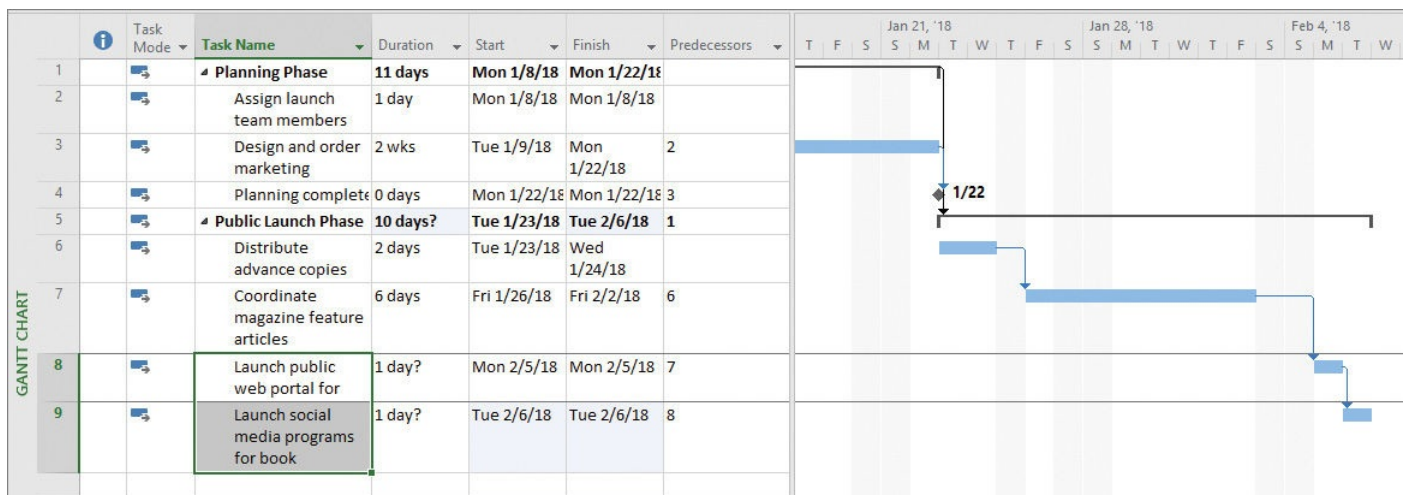 Task
Mode Task Name Duration Start Finish Predecessors
Jan 21, '18 Jan 28, '18 Feb 4, '18
T F S S M T W T F S S M T W T F S S M T W
1 Planning Phase 11 days Mon 1/8/18 Mon 1/22/18
2 Assign launch 1 day Mon 1/8/18 Mon 1/8/18
team members
3 Design and order 2 wks Tue 1/9/18 Mon 2
marketing 1/22/18
4 Planning complete 0 days Mon 1/22/18 Mon 1/22/18 3
1/22
5 Public Launch Phase 10 days? Tue 1/23/18 Tue 2/6/18 1
6 Distribute 2 days Tue 1/23/18 Wed
advance copies 1/24/18
7 Coordinate 6 days Fri 1/26/18 Fri 2/2/18 6
magazine feature
articles
8 Launch public 1 day? Mon 2/5/18 Mon 2/5/18 7
web portal for
9 Launch social 1 day? Tue 2/6/18 Tue 2/6/18 8
media programs
for book
GANTT CHART